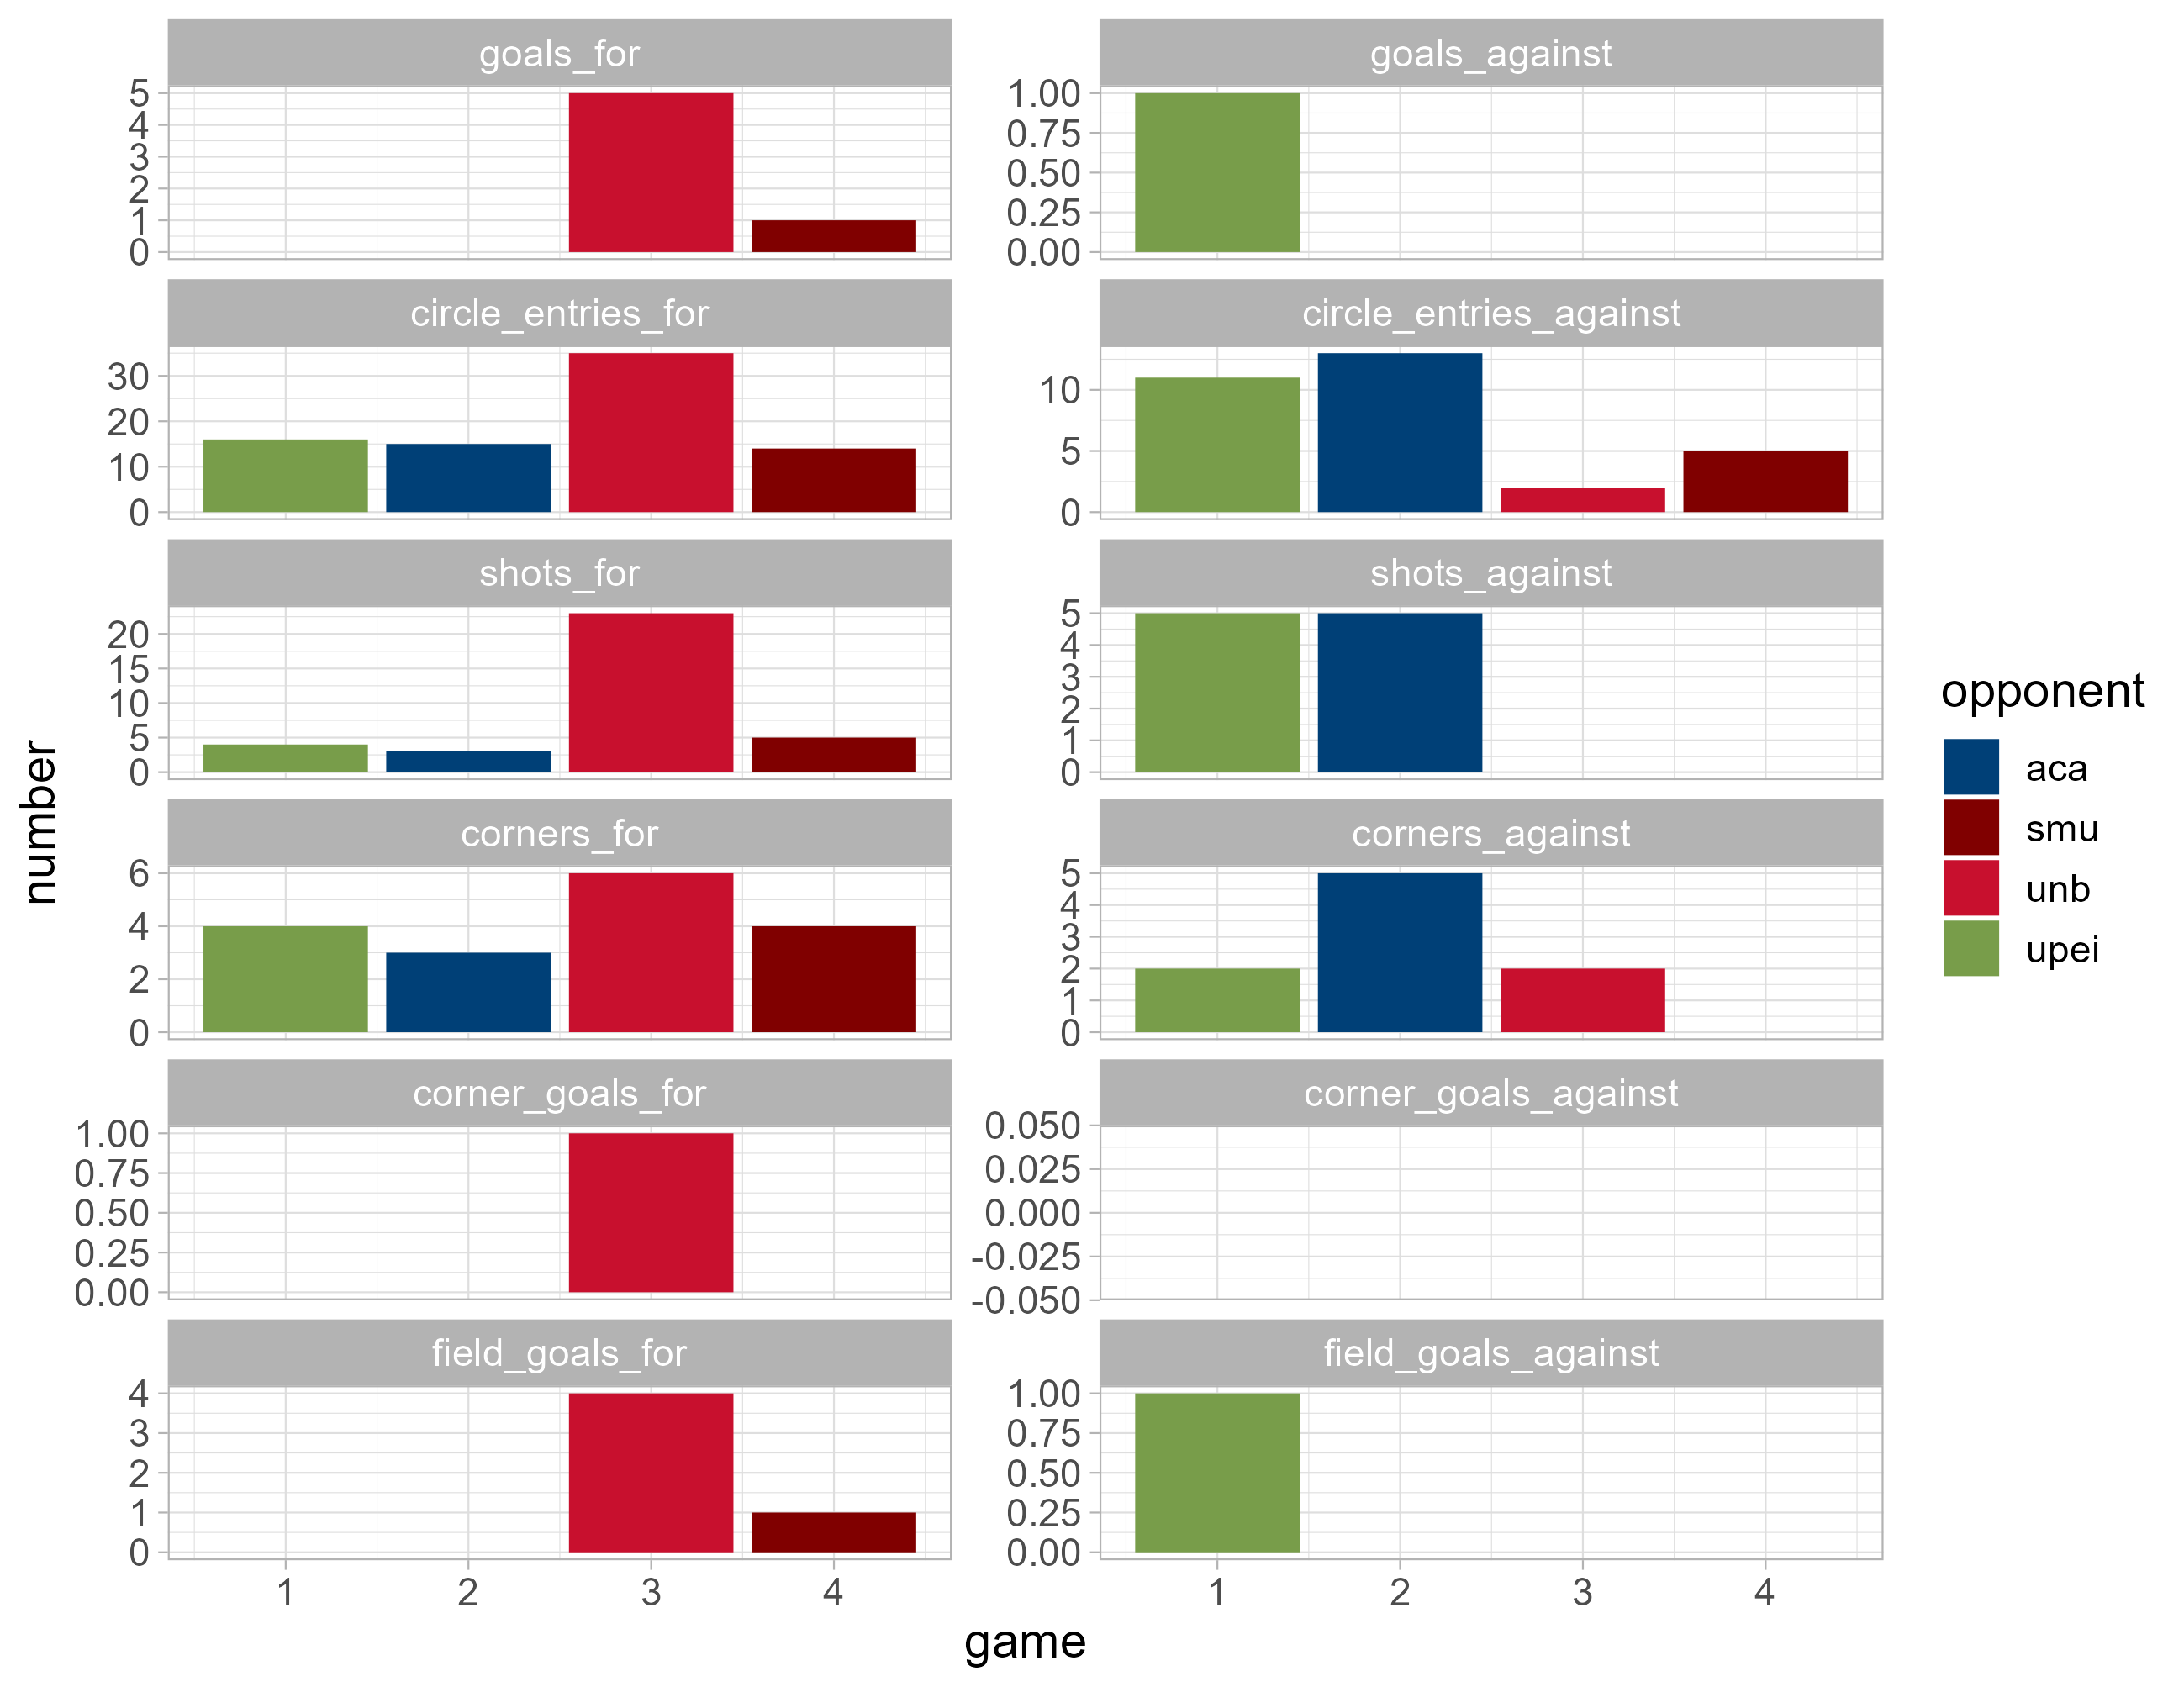 goals_for
5
4
3
2
1
0
goals_against
1.00
0.75
0.50
0.25
0.00
circle_entries_for
30
20
10
0
circle_entries_against
10
5
0
shots_for
20
15
10
5
0
shots_against
5
4
3
2
1
0
corners_for
6
4
2
0
corners_against
5
4
3
2
1
0
corner_goals_for
1.00
0.75
0.50
0.25
0.00
corner_goals_against
0.050
0.025
0.000
-0.025
-0.050
field_goals_for
4
3
2
1
0
field_goals_against
1.00
0.75
0.50
0.25
0.00
1 2 3 4
1 2 3 4
game
number
opponent
aca
smu
unb
upei